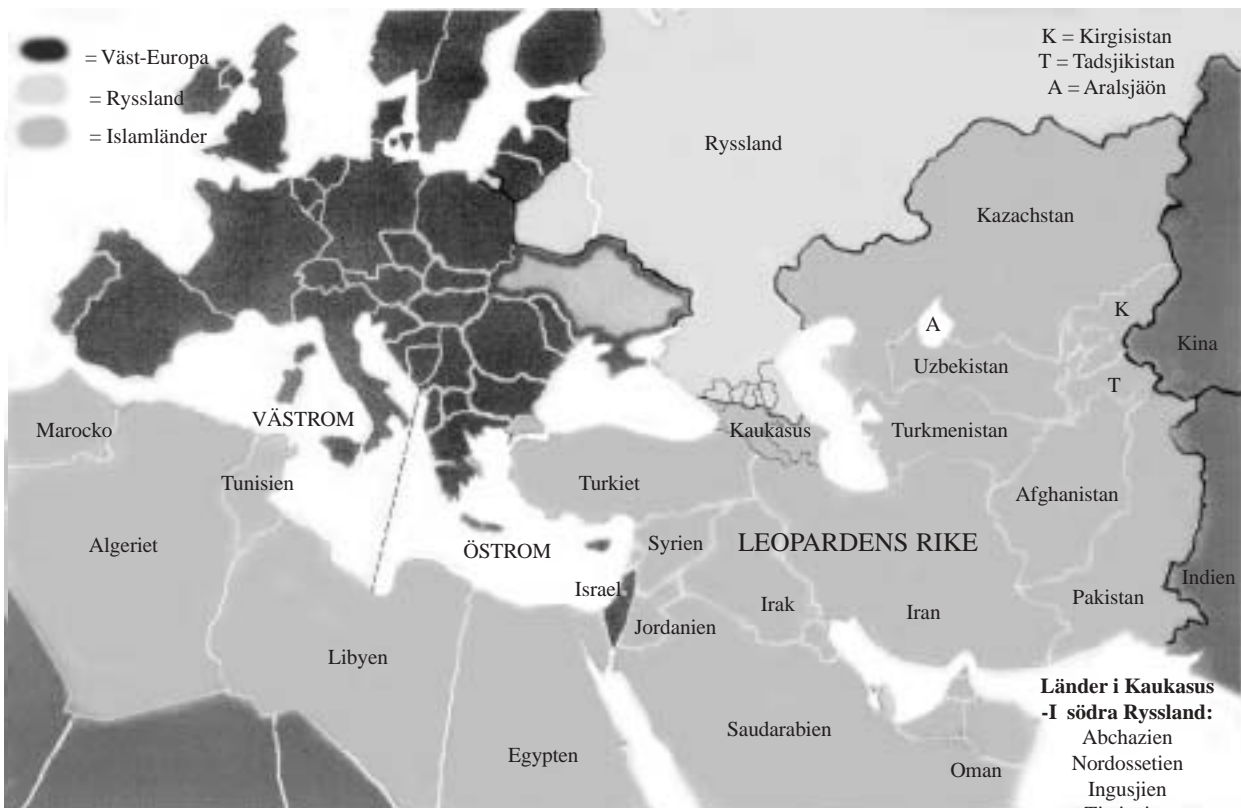 = Väst-Europa
= Ryssland
= Islamländer
K = Kirgisistan
T = Tadsjikistan
A = Aralsjäön
Ryssland
Kazachstan
K
A
Kina
Uzbekistan
T
VÄSTROM
Marocko
Kaukasus
Turkmenistan
Tunisien
Turkiet
Afghanistan
Algeriet
ÖSTROM
Syrien
LEOPARDENS RIKE
Israel
Indien
Irak
Iran
Pakistan
Jordanien
Libyen
Länder i Kaukasus
-I södra Ryssland:
Saudarabien
Abchazien
Egypten
Nordossetien
Oman
Ingusjien